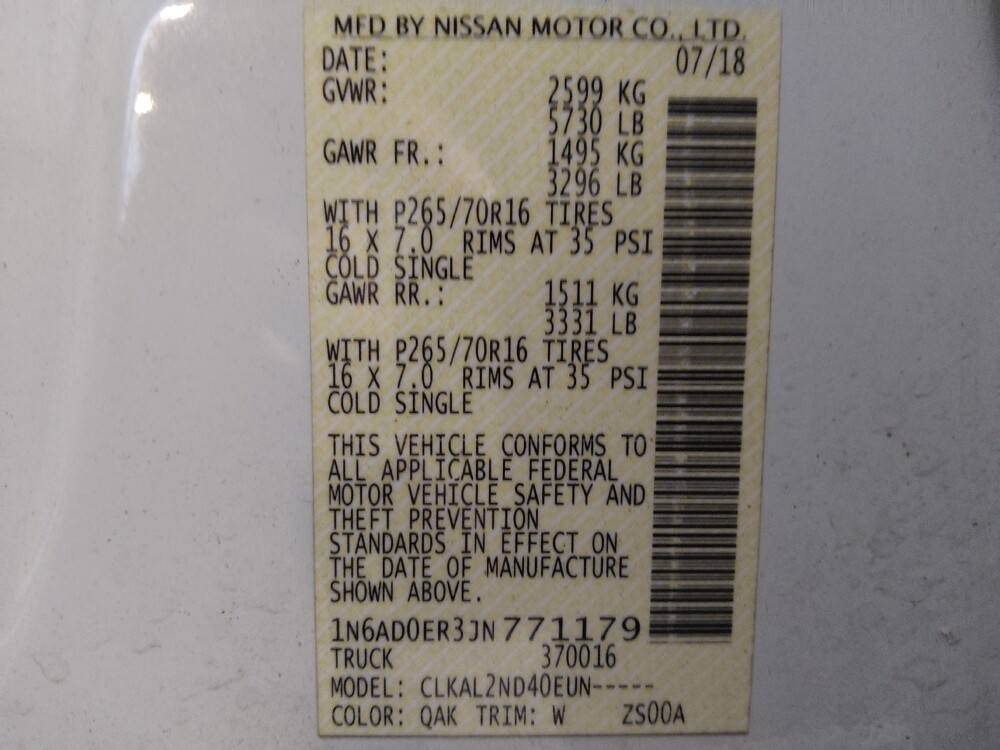 MFD BY NISSAN MOTOR CO., LTD.
DATE: 07/18
GVWR: 2599 KG
5730 LB
GAWR FR.: 1495 KG
3296 LB
WITH P265/70R16 TIRES
16 X 7.0 RIMS AT 35 PSI
COLD SINGLE
GAWR RR.: 1511 KG
3331 LB
WITH P265/70R16 TIRES
16 X 7.0 RIMS AT 35 PSI
COLD SINGLE
THIS VEHICLE CONFORMS TO
ALL APPLICABLE FEDERAL
MOTOR VEHICLE SAFETY AND
THEFT PREVENTION
STANDARDS IN EFFECT ON
THE DATE OF MANUFACTURE
SHOWN ABOVE.
1N6AD0ER3JN771179
TRUCK 370016
MODEL: CLKAL2ND40EUN-----
COLOR: QAK TRIM: W ZS00A